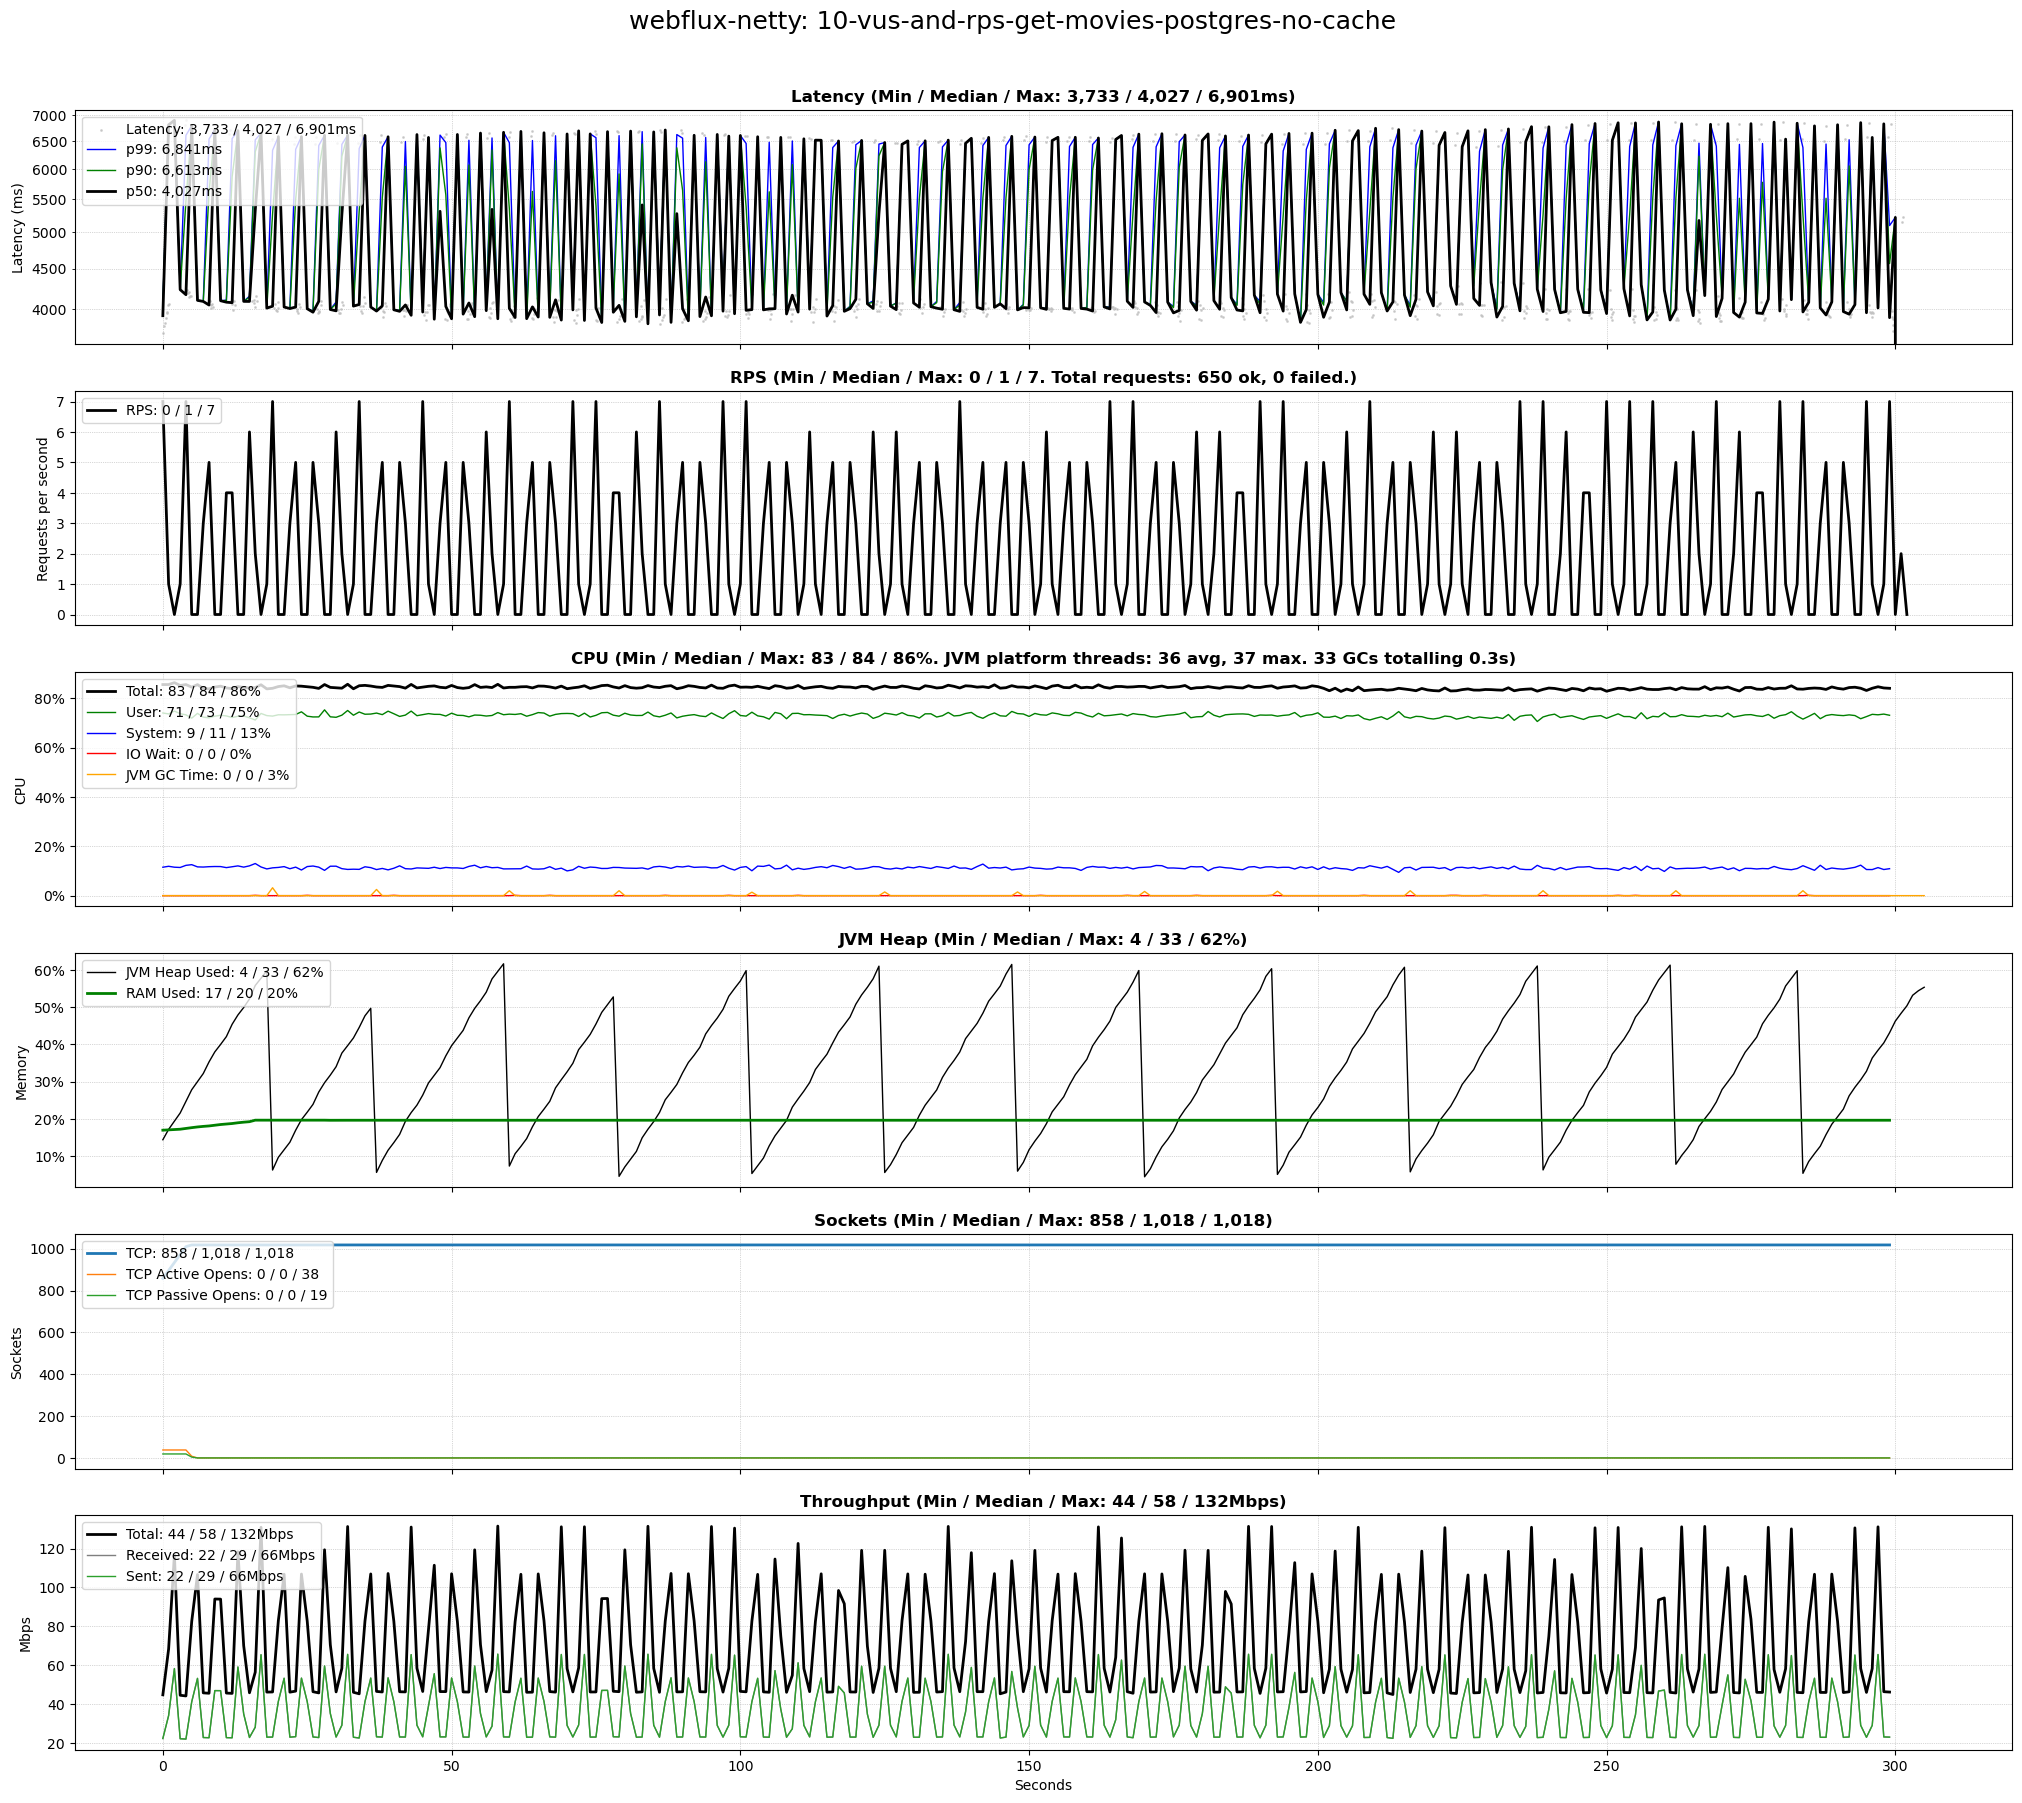 webflux-netty: 10-vus-and-rps-get-movies-postgres-no-cache
Latency (Min / Median / Max: 3,733 / 4,027 / 6,901ms)
7000
6500
6000
5500
5000
4500
4000
Latency (ms)
Latency: 3,733 / 4,027 / 6,901ms
p99: 6,841ms
p90: 6,613ms
p50: 4,027ms
RPS (Min / Median / Max: 0 / 1 / 7. Total requests: 650 ok, 0 failed.)
7
6
5
4
3
2
1
0
Requests per second
RPS: 0 / 1 / 7
CPU (Min / Median / Max: 83 / 84 / 86%. JVM platform threads: 36 avg, 37 max. 33 GCs totalling 0.3s)
80%
60%
40%
20%
0%
CPU
Total: 83 / 84 / 86%
User: 71 / 73 / 75%
System: 9 / 11 / 13%
IO Wait: 0 / 0 / 0%
JVM GC Time: 0 / 0 / 3%
JVM Heap (Min / Median / Max: 4 / 33 / 62%)
60%
50%
40%
30%
20%
10%
Memory
JVM Heap Used: 4 / 33 / 62%
RAM Used: 17 / 20 / 20%
Sockets (Min / Median / Max: 858 / 1,018 / 1,018)
1000
800
600
400
200
0
Sockets
TCP: 858 / 1,018 / 1,018
TCP Active Opens: 0 / 0 / 38
TCP Passive Opens: 0 / 0 / 19
Throughput (Min / Median / Max: 44 / 58 / 132Mbps)
120
100
80
60
40
20
Mbps
Total: 44 / 58 / 132Mbps
Received: 22 / 29 / 66Mbps
Sent: 22 / 29 / 66Mbps
0 50 100 150 200 250 300
Seconds